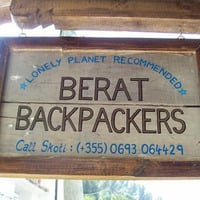 ★ LONELY PLANET RECOMMENDED ★
BERAT
BACKPACKERS
Call Skoti : (+355) 0693 064429